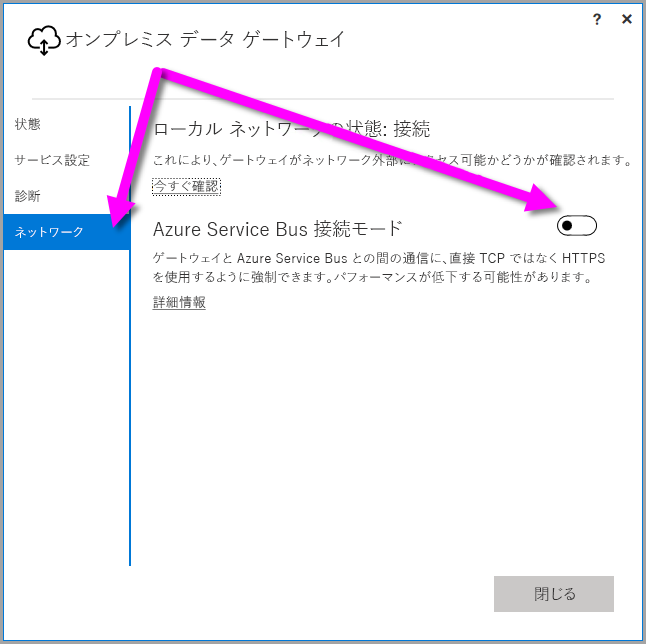 ? ×
オンプレミス データ ゲートウェイ
状態
サービス設定
診断
ネットワーク
ローカル ネットワークの状態: 接続
これにより、ゲートウェイがネットワーク外部に セス可能かどうかが確認されます。
今すぐ確認
Azure Service Bus 接続モード
ゲートウェイと Azure Service Bus との間の通信に、直接 TCP ではなく HTTPS
を使用するように強制できます。パフォーマンスが低下する可能性があります。
詳細情報
閉じる